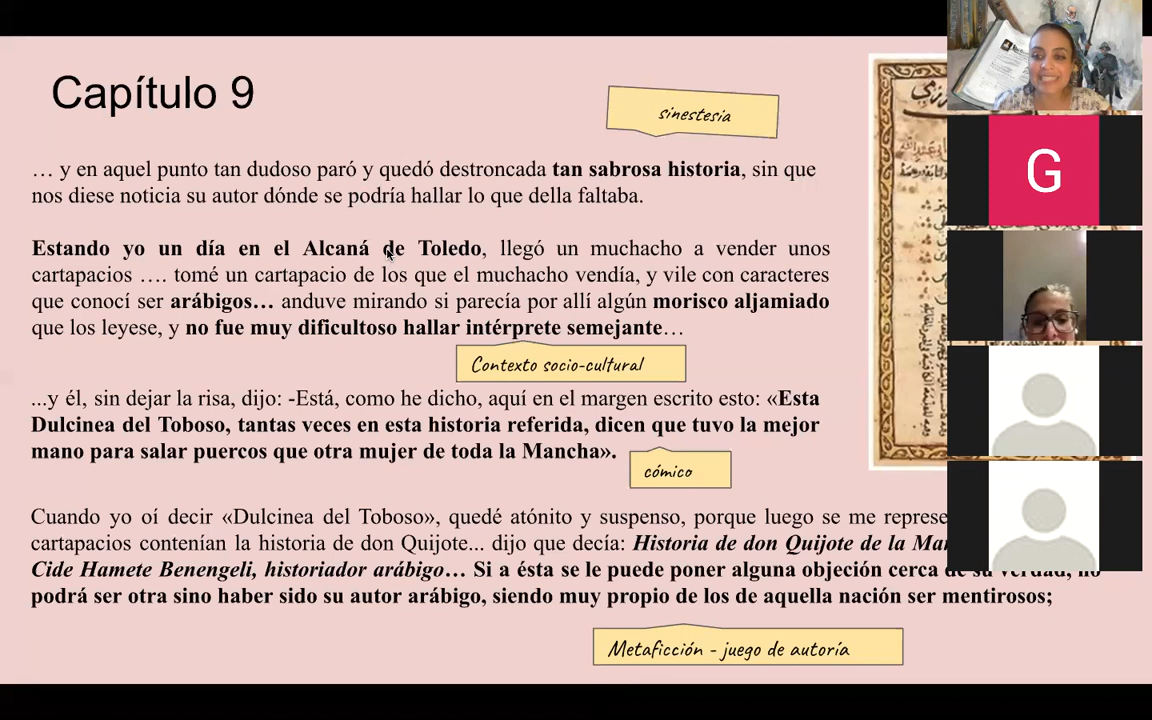 Capítulo 9
sinestesia
… y en aquel punto tan dudoso paró y quedó destroncada tan sabrosa historia, sin que
nos diese noticia su autor dónde se podría hallar lo que della faltaba.
Estando yo un día en el Alcaná de Toledo, llegó un muchacho a vender unos
cartapacios …. tomé un cartapacio de los que el muchacho vendía, y vile con caracteres
que conocí ser arábigos… anduve mirando si parecía por allí algún morisco aljamiado
que los leyese, y no fue muy dificultoso hallar intérprete semejante…
Contexto socio-cultural
...y él, sin dejar la risa, dijo: -Está, como he dicho, aquí en el margen escrito esto: «Esta
Dulcinea del Toboso, tantas veces en esta historia referida, dicen que tuvo la mejor
mano para salar puercos que otra mujer de toda la Mancha».
cómico
Cuando yo oí decir «Dulcinea del Toboso», quedé atónito y suspenso, porque luego se me
cartapacios contenían la historia de don Quijote... dijo que decía: Historia de don Quijote de la
Cide Hamete Benengeli, historiador arábigo… Si a ésta se le puede poner alguna objeción cerca
podrá ser otra sino haber sido su autor arábigo, siendo muy propio de los de aquella nación ser mentirosos;
Metaficción - juego de autoría
G